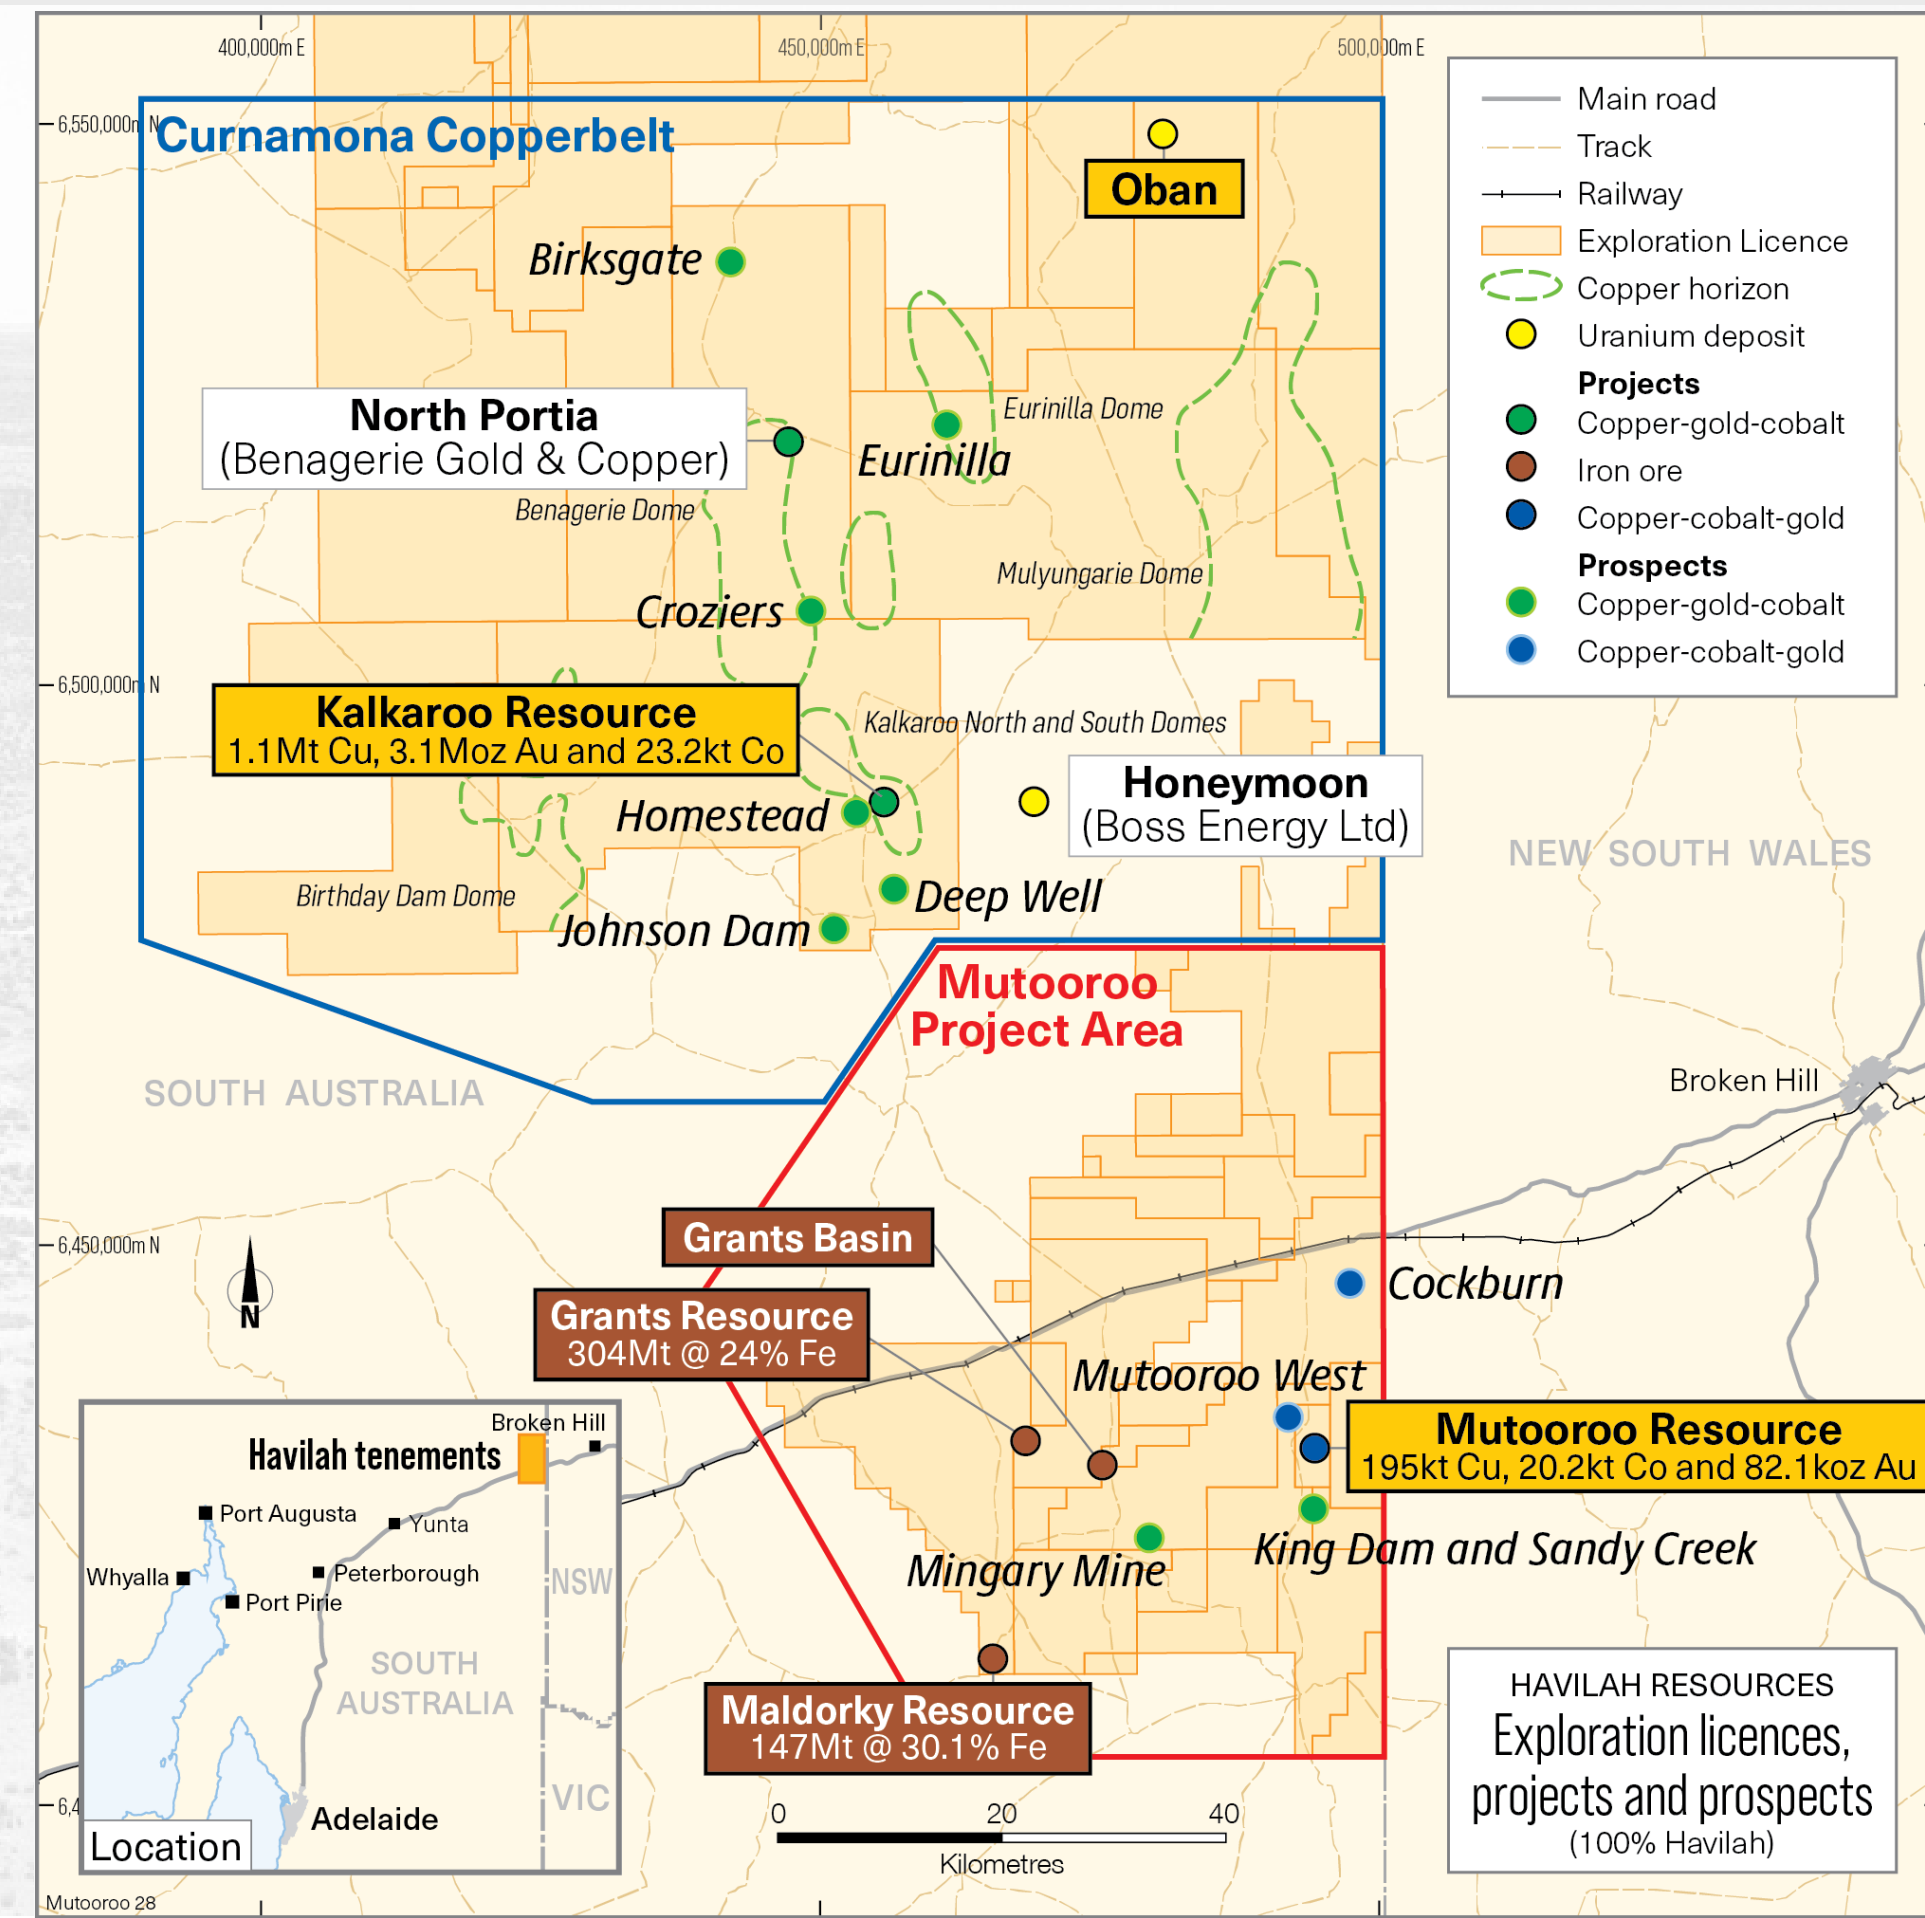 400,000m E
450,000m E
500,000m E
6,550,000m N
Curnamona Copperbelt
Oban
Birksgate
North Portia
(Benagerie Gold & Copper)
Eurinilla Dome
Eurinilla
Benagerie Dome
Mulyungarie Dome
Croziers
6,500,000m N
Kalkaroo Resource
1.1Mt Cu, 3.1Moz Au and 23.2kt Co
Kalkaroo North and South Domes
Honeymoon
(Boss Energy Ltd)
Homestead
Birthday Dam Dome
Deep Well
Johnson Dam
Mutooroo
Project Area
SOUTH AUSTRALIA
NEW SOUTH WALES
Broken Hill
6,450,000m N
Grants Basin
Grants Resource
304Mt @ 24% Fe
N
Cockburn
Mutooroo West
Mutooroo Resource
195kt Cu, 20.2kt Co and 82.1koz Au
King Dam and Sandy Creek
Mingary Mine
Maldorky Resource
147Mt @ 30.1% Fe
0 20 40
Kilometres
Main road
Track
Railway
Exploration Licence
Copper horizon
Uranium deposit
Projects
Copper-gold-cobalt
Iron ore
Copper-cobalt-gold
Prospects
Copper-gold-cobalt
Copper-cobalt-gold
Broken Hill
Havilah tenements
Port Augusta
Yunta
Whyalla
Peterborough
Port Pirie
NSW
SOUTH
AUSTRALIA
VIC
Adelaide
Location
6,4
Mutooroo 28
HAVILAH RESOURCES
Exploration licences,
projects and prospects
(100% Havilah)